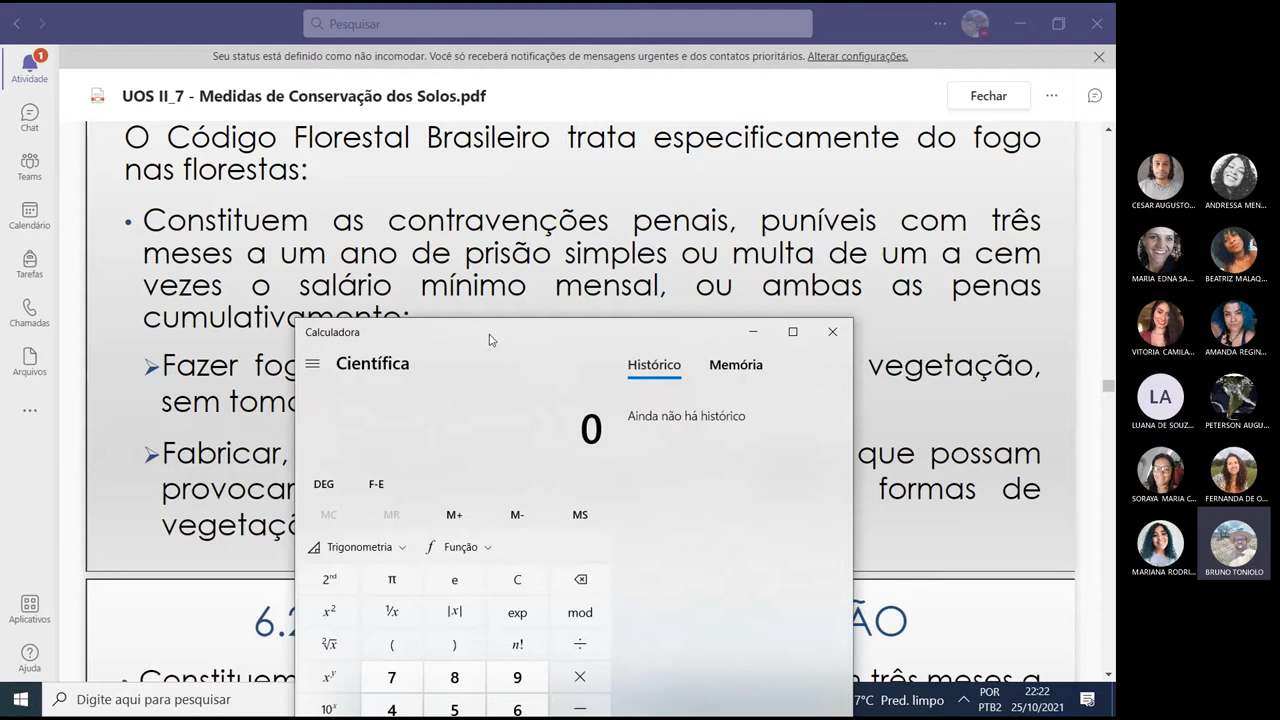 Pesquisar
Seu status está definido como não incomodar. Você só receberá notificações de mensagens urgentes e dos contatos prioritários. Alterar configurações.
1
Atividade
Chat
Teams
Calendário
Tarefas
Chamadas
Arquivos
Aplicativos
Ajuda
UOS II_7 - Medidas de Conservação dos Solos.pdf
Fechar
O Código Florestal Brasileiro trata especificamente do fogo
nas florestas:
• Constituem as contravenções penais, puníveis com três
meses a um ano de prisão simples ou multa de um a cem
vezes o salário mínimo mensal, ou ambas as penas
cumulativamente:
Fazer fog vegetação,
sem toma
Fabricar, que possam
provocar formas de
vegetaçã
6.2 ÃO
Constituem três meses a
Calculadora
Científica
0
Histórico Memória
Ainda não há histórico
DEG F-E
MC MR M+ M- MS
Trigonometria Função
2nd π e C
x² ¹/x |x| exp mod
²√x ( ) n! ÷
xʸ 7 8 9 ×
10ˣ 4 5 6 −
CESAR AUGUSTO... ANDRESSA MEN...
MARIA EDNA SA... BEATRIZ MALAQ...
VITORIA CAMILA... AMANDA REGIN...
LA
LUANA DE SOUZ... PETERSON AUGU...
SORAYA MARIA C... FERNANDA DE O...
MARIANA RODRI... BRUNO TONIOLO
Digite aqui para pesquisar
7°C Pred. limpo
POR
PTB2
22:22
25/10/2021